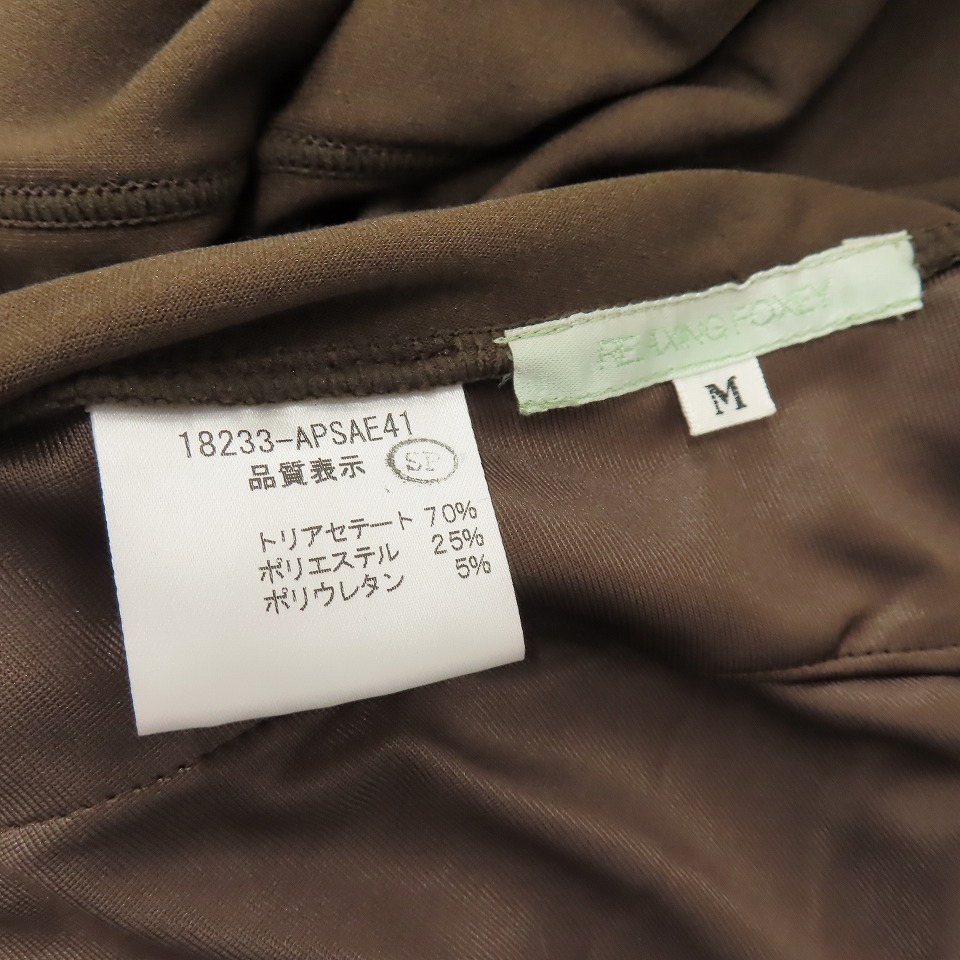 RELAXING FOXEY
M
18233-APSAE41
品質表示 SP
トリアセテート 70%
ポリエステル 25%
ポリウレタン 5%